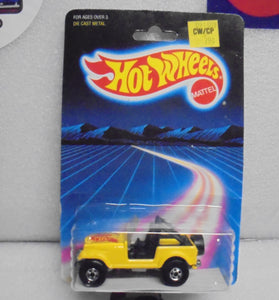 FOR AGES OVER 3
DIE CAST METAL
CW/CP
Hot Wheels
MATTEL